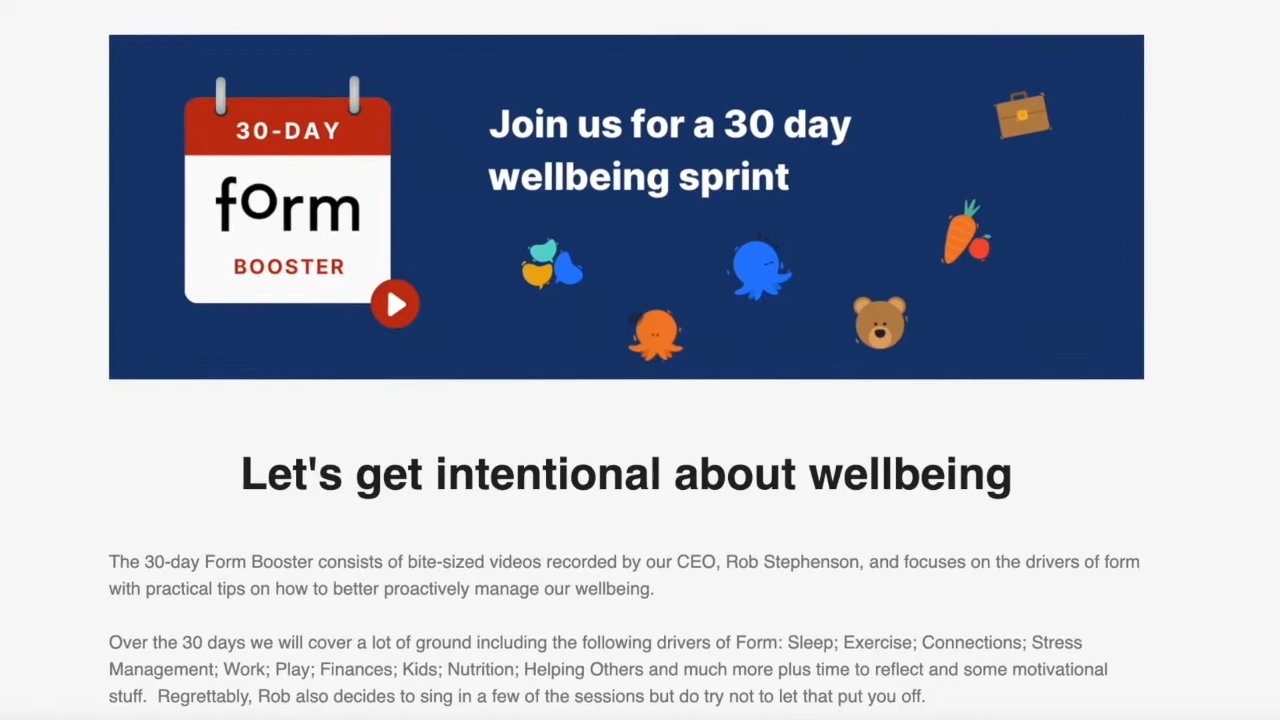 30-DAY
form
BOOSTER
Join us for a 30 day
wellbeing sprint
Let's get intentional about wellbeing
The 30-day Form Booster consists of bite-sized videos recorded by our CEO, Rob Stephenson, and focuses on the drivers of form
with practical tips on how to better proactively manage our wellbeing.
Over the 30 days we will cover a lot of ground including the following drivers of Form: Sleep; Exercise; Connections; Stress
Management; Work; Play; Finances; Kids; Nutrition; Helping Others and much more plus time to reflect and some motivational
stuff.  Regrettably, Rob also decides to sing in a few of the sessions but do try not to let that put you off.